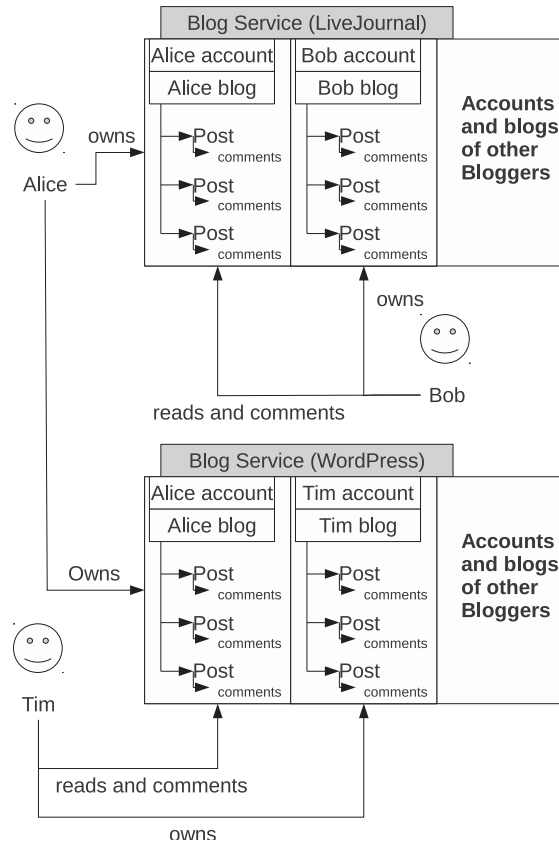 Blog Service (LiveJournal)
Alice account
Bob account
Alice blog
Bob blog
Accounts
and blogs
of other
Bloggers
owns
Alice
Post
comments
Post
comments
Post
comments
Post
comments
Post
comments
Post
comments
owns
Bob
reads and comments
Blog Service (WordPress)
Alice account
Tim account
Alice blog
Tim blog
Accounts
and blogs
of other
Bloggers
Owns
Post
comments
Post
comments
Post
comments
Post
comments
Post
comments
Post
comments
Tim
reads and comments
owns